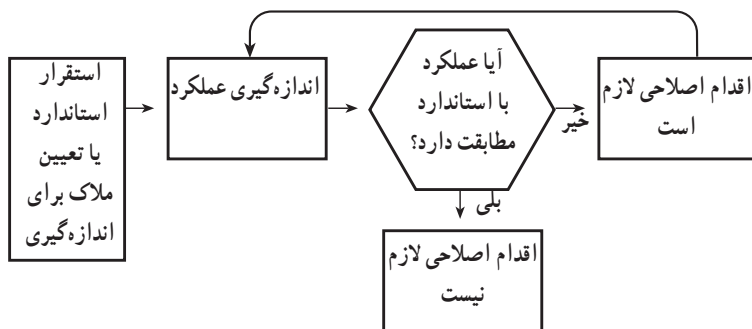 استقرار
استاندارد
یا تعیین
ملاک برای
اندازه‌گیری
اندازه‌گیری عملکرد
آیا عملکرد
با استاندارد
مطابقت دارد؟
خیر
اقدام اصلاحی لازم
است
بلی
اقدام اصلاحی لازم
نیست